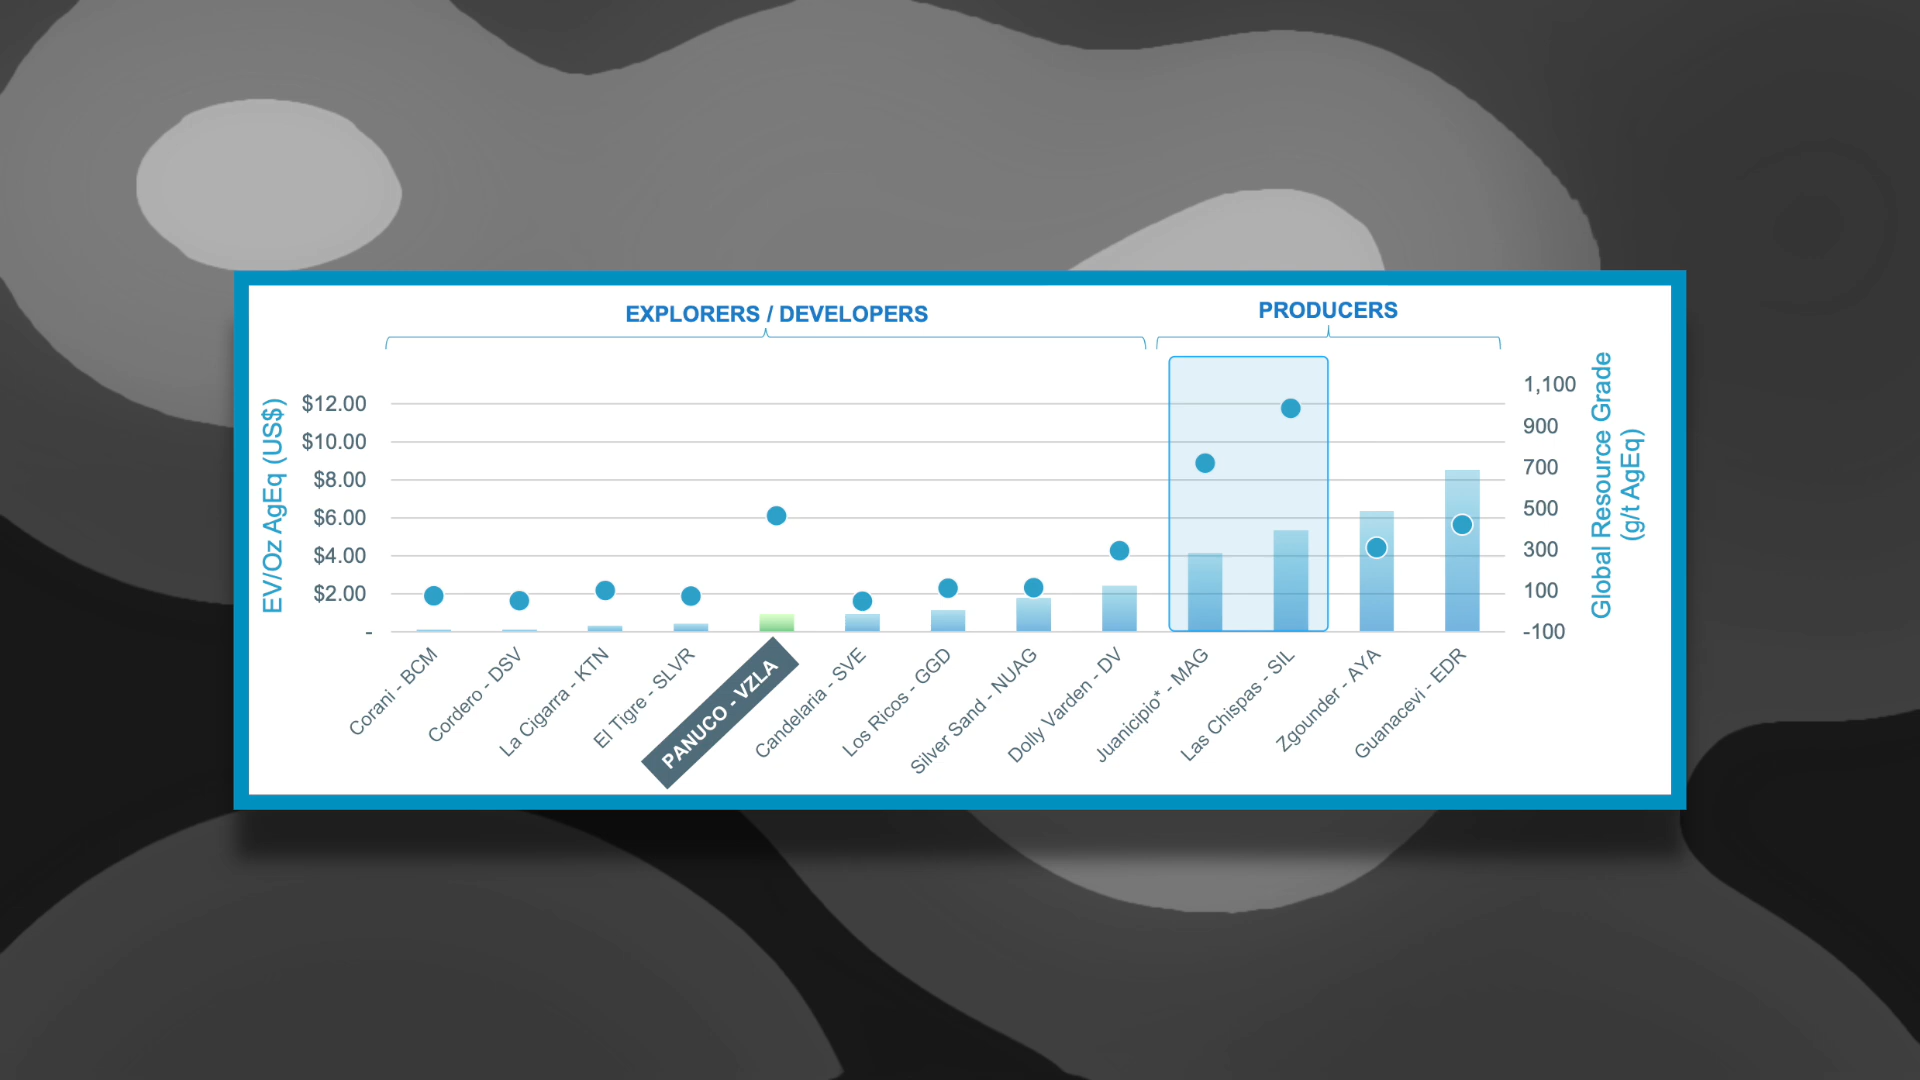 EXPLORERS / DEVELOPERS
PRODUCERS
EV/Oz AgEq (US$)
$12.00
$10.00
$8.00
$6.00
$4.00
$2.00
-
1,100
900
700
500
300
100
-100
Global Resource Grade
(g/t AgEq)
Corani - BCM
Cordero - DSV
La Cigarra - KTN
El Tigre - SLVR
PANUCO - VZLA
Candelaria - SVE
Los Ricos - GGD
Silver Sand - NUAG
Dolly Varden - DV
Juanicipio* - MAG
Las Chispas - SIL
Zgounder - AYA
Guanacevi - EDR